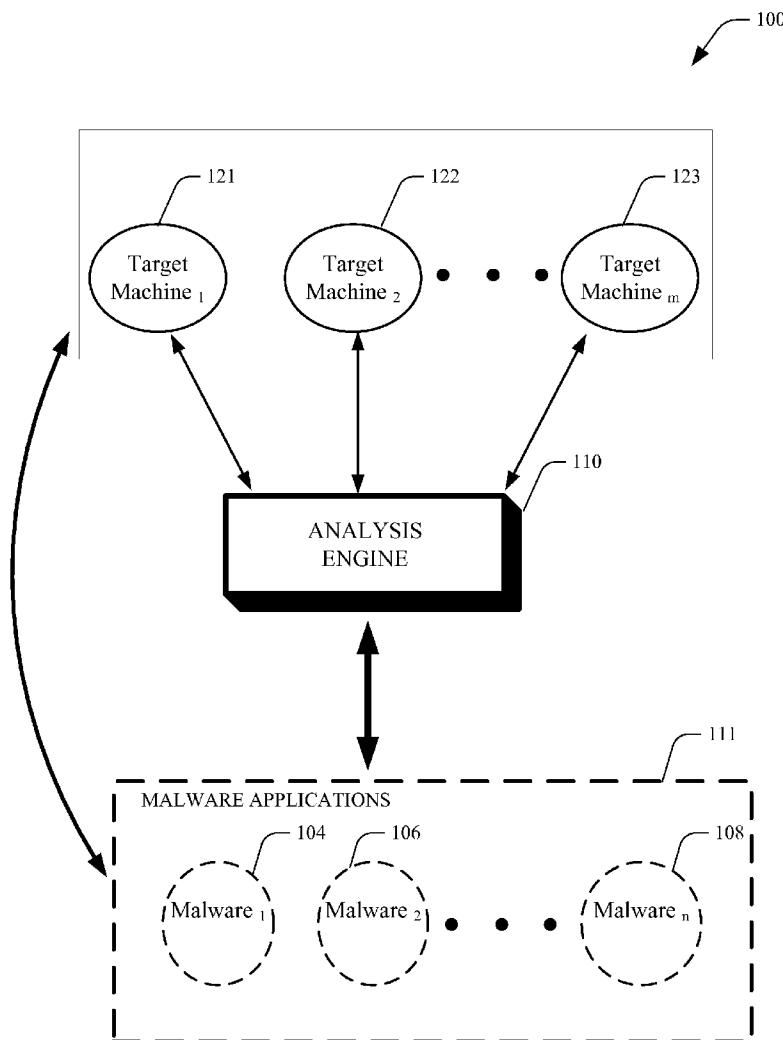 100
121
122
123
Target
Machine 1
Target
Machine 2
Target
Machine m
110
ANALYSIS
ENGINE
111
MALWARE APPLICATIONS
104
106
108
Malware 1
Malware 2
Malware n